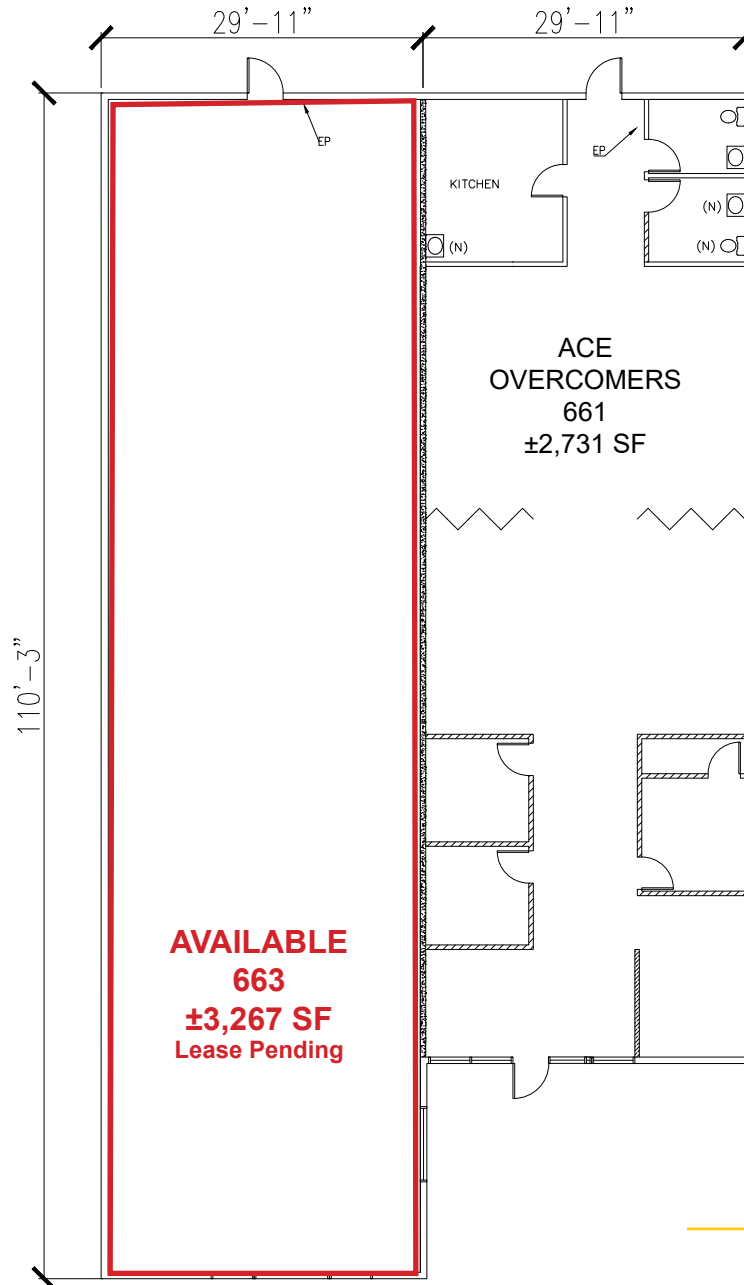 29'-11"
29'-11"
EP
EP
KITCHEN
(N)
(N)
(N)
ACE
OVERCOMERS
661
±2,731 SF
110'-3"
AVAILABLE
663
±3,267 SF
Lease Pending